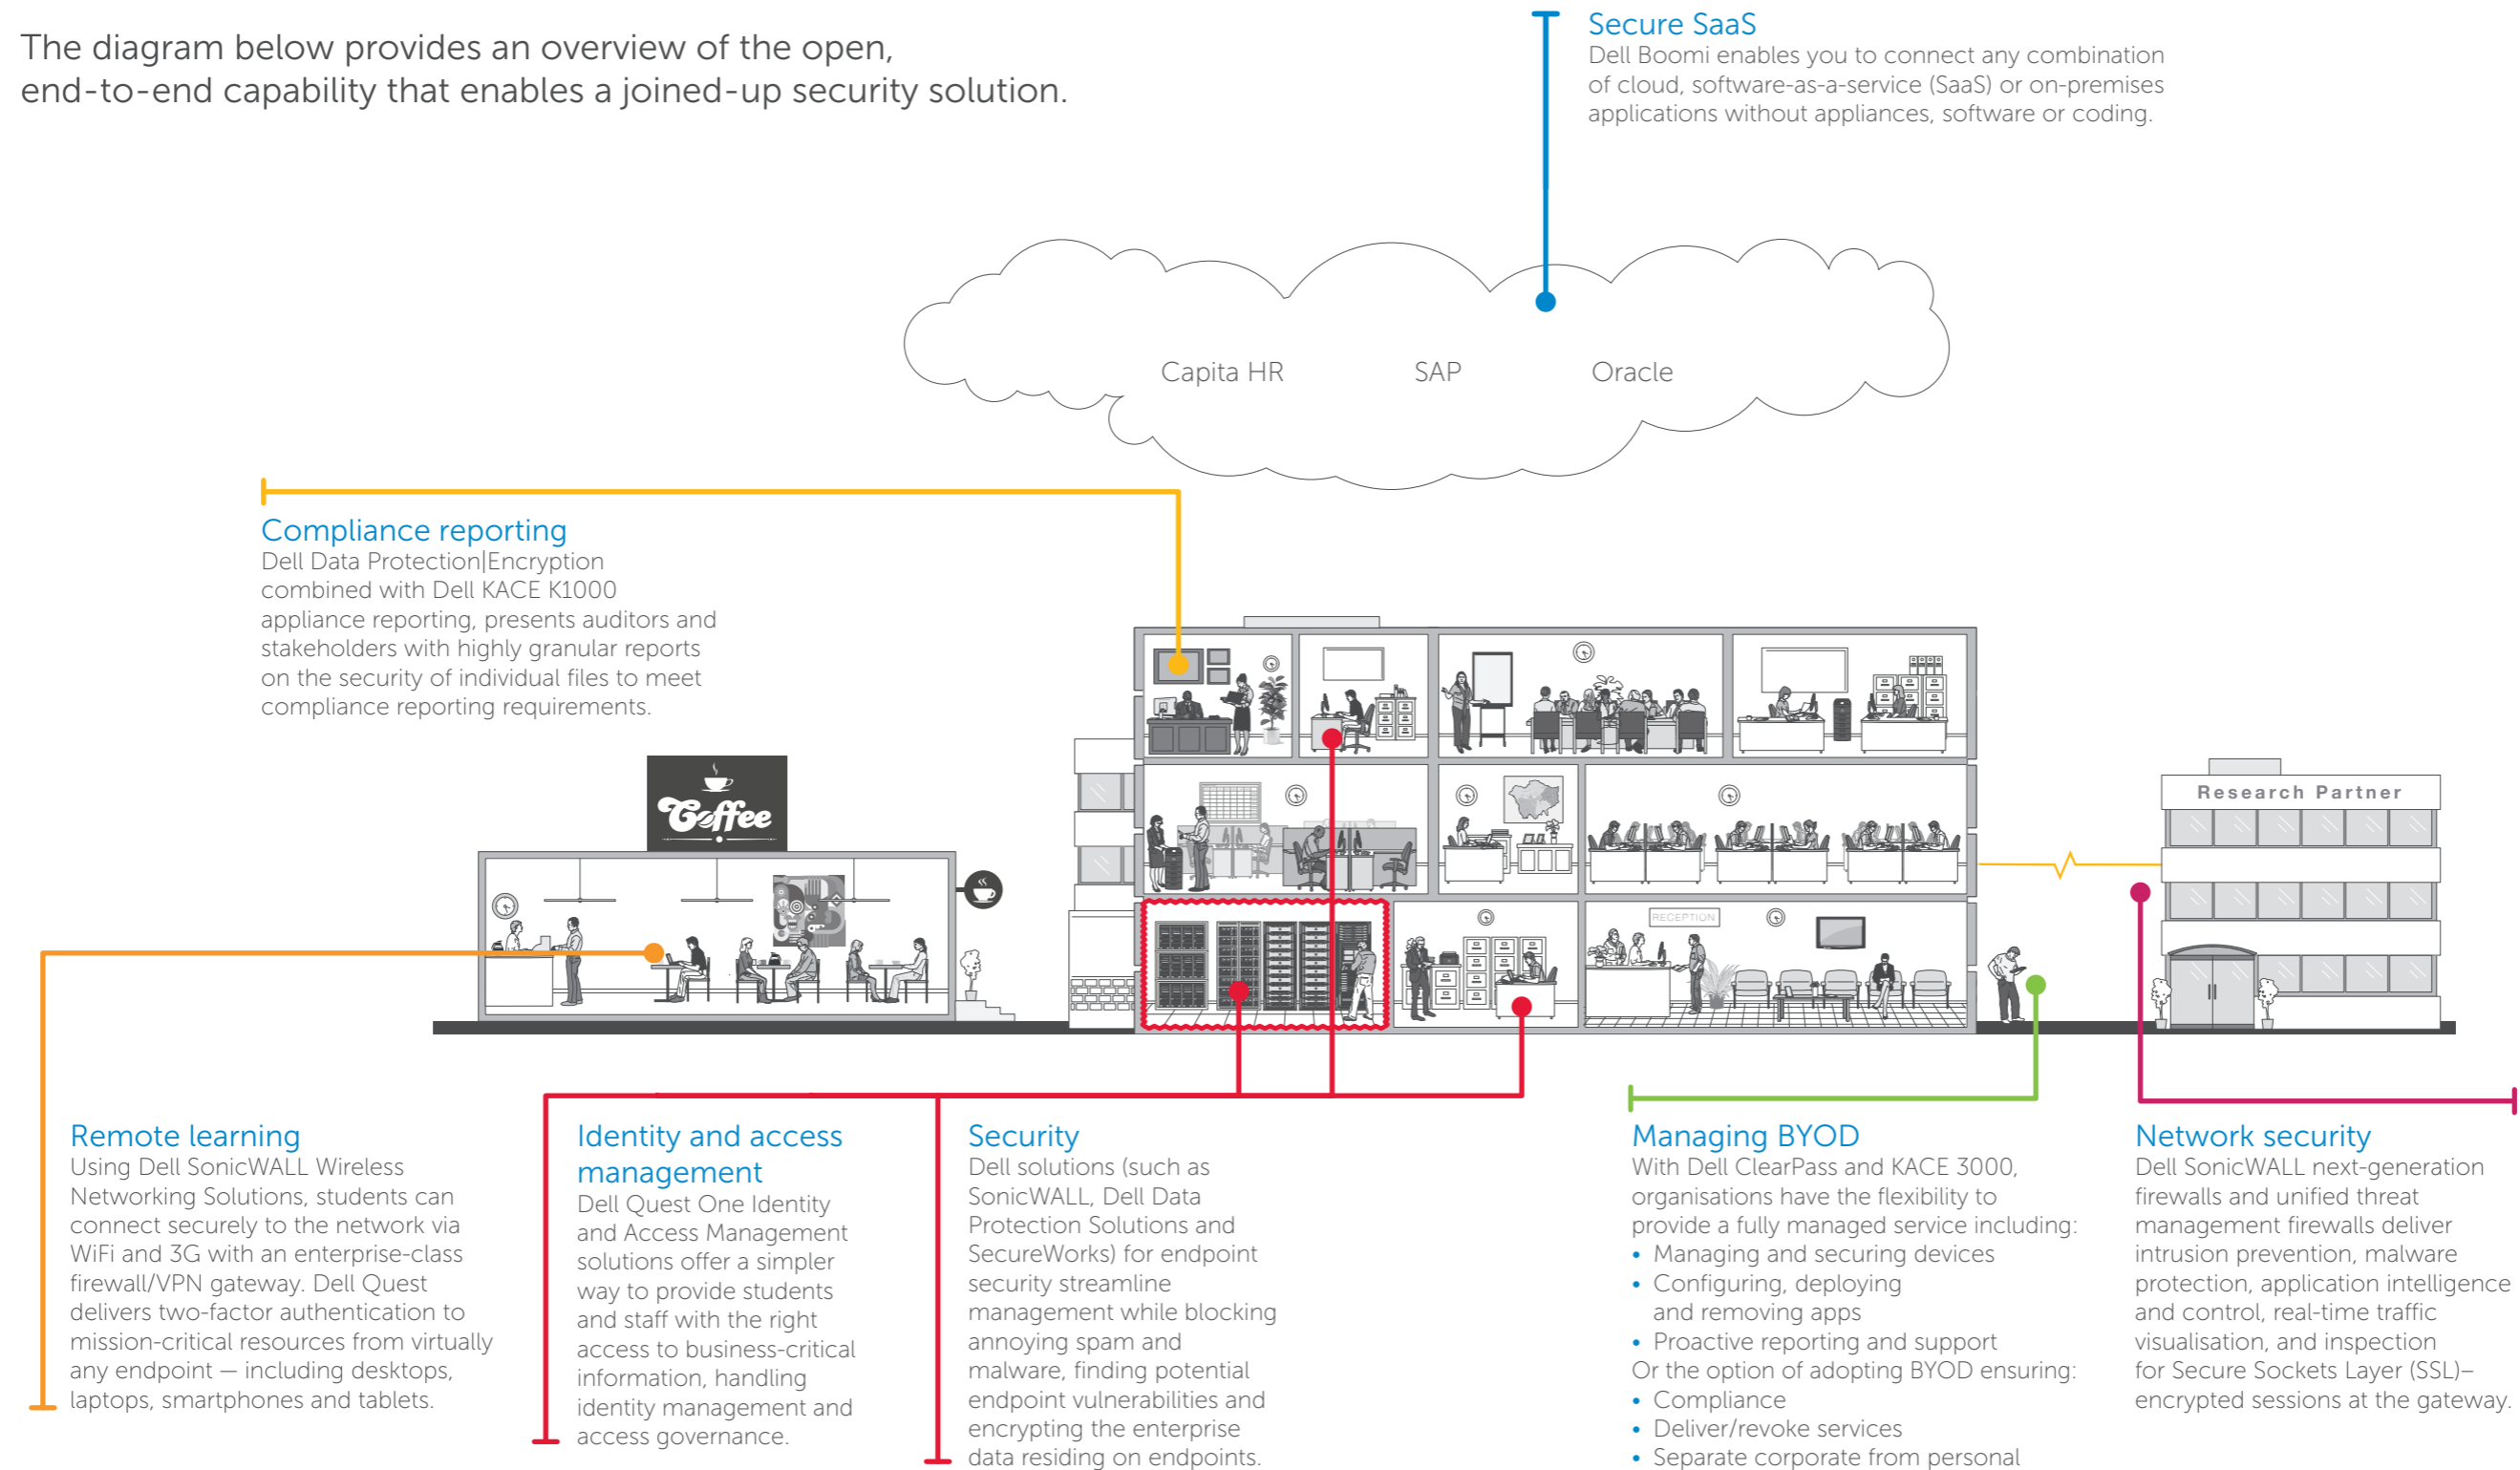 The diagram below provides an overview of the open,
end-to-end capability that enables a joined-up security solution.
Secure SaaS
Dell Boomi enables you to connect any combination
of cloud, software-as-a-service (SaaS) or on-premises
applications without appliances, software or coding.
Capita HR
SAP
Oracle
Compliance reporting
Dell Data Protection|Encryption
combined with Dell KACE K1000
appliance reporting, presents auditors and
stakeholders with highly granular reports
on the security of individual files to meet
compliance reporting requirements.
Coffee
Research Partner
RECEPTION
Remote learning
Using Dell SonicWALL Wireless
Networking Solutions, students can
connect securely to the network via
WiFi and 3G with an enterprise-class
firewall/VPN gateway. Dell Quest
delivers two-factor authentication to
mission-critical resources from virtually
any endpoint — including desktops,
laptops, smartphones and tablets.
Identity and access
management
Dell Quest One Identity
and Access Management
solutions offer a simpler
way to provide students
and staff with the right
access to business-critical
information, handling
identity management and
access governance.
Security
Dell solutions (such as
SonicWALL, Dell Data
Protection Solutions and
SecureWorks) for endpoint
security streamline
management while blocking
annoying spam and
malware, finding potential
endpoint vulnerabilities and
encrypting the enterprise
data residing on endpoints.
Managing BYOD
With Dell ClearPass and KACE 3000,
organisations have the flexibility to
provide a fully managed service including:
• Managing and securing devices
• Configuring, deploying
and removing apps
• Proactive reporting and support
Or the option of adopting BYOD ensuring:
• Compliance
• Deliver/revoke services
• Separate corporate from personal
Network security
Dell SonicWALL next-generation
firewalls and unified threat
management firewalls deliver
intrusion prevention, malware
protection, application intelligence
and control, real-time traffic
visualisation, and inspection
for Secure Sockets Layer (SSL)–
encrypted sessions at the gateway.